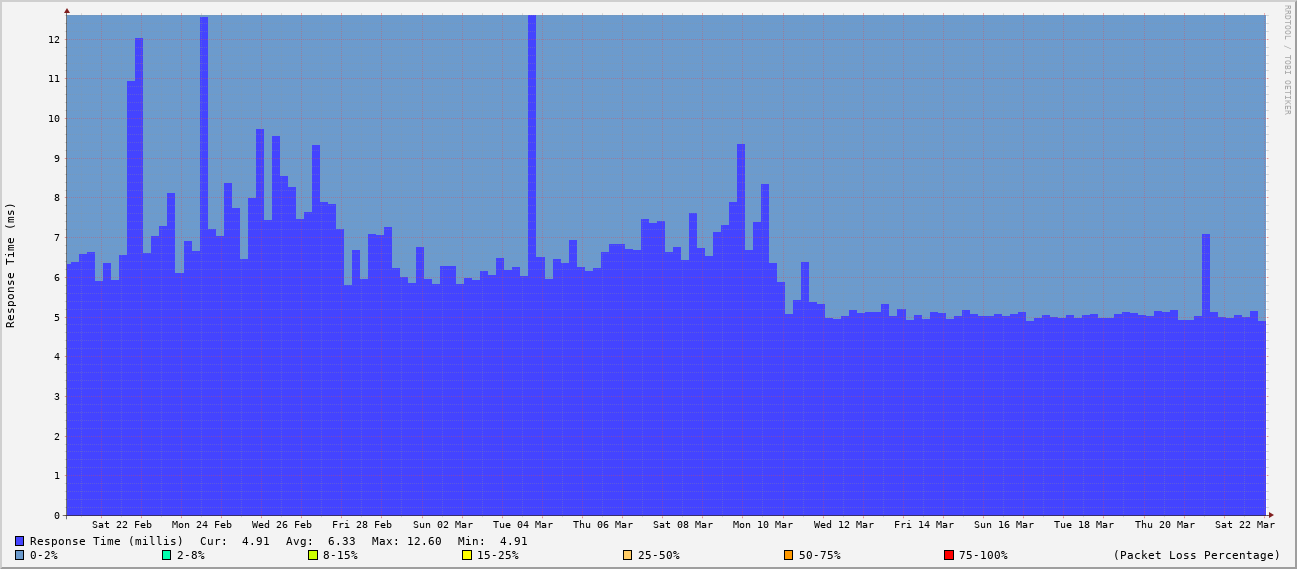 RRDTOOL / TOBI OETIKER
Response Time (ms)
12
11
10
9
8
7
6
5
4
3
2
1
0
Sat 22 Feb Mon 24 Feb Wed 26 Feb Fri 28 Feb Sun 02 Mar Tue 04 Mar Thu 06 Mar Sat 08 Mar Mon 10 Mar Wed 12 Mar Fri 14 Mar Sun 16 Mar Tue 18 Mar Thu 20 Mar Sat 22 Mar
Response Time (millis) Cur: 4.91 Avg: 6.33 Max: 12.60 Min: 4.91
0-2% 2-8% 8-15% 15-25% 25-50% 50-75% 75-100% (Packet Loss Percentage)